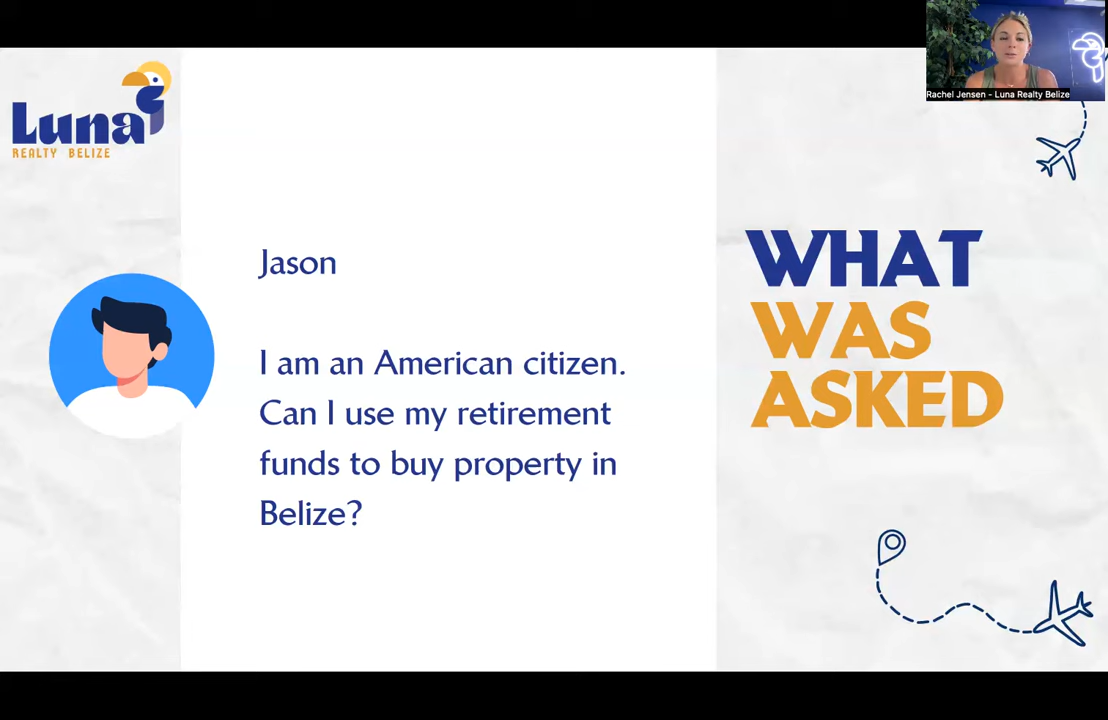 Luna
REALTY BELIZE
Rachel Jensen - Luna Realty Belize
Jason
I am an American citizen.
Can I use my retirement
funds to buy property in
Belize?
WHAT
WAS
ASKED